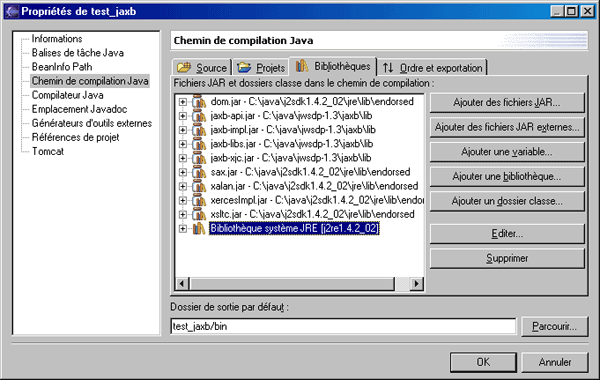 Propriétés de test_jaxb
Informations
Balises de tâche Java
BeanInfo Path
Chemin de compilation Java
Compilateur Java
Emplacement Javadoc
Générateurs d'outils externes
Références de projet
Tomcat
Chemin de compilation Java
Source
Projets
Bibliothèques
Ordre et exportation
Fichiers JAR et dossiers classe dans le chemin de compilation :
dom.jar - C:\java\j2sdk1.4.2_02\jre\lib\endorsed
jaxb-api.jar - C:\java\jwsdp-1.3\jaxb\lib
jaxb-impl.jar - C:\java\jwsdp-1.3\jaxb\lib
jaxb-libs.jar - C:\java\jwsdp-1.3\jaxb\lib
jaxb-xjc.jar - C:\java\jwsdp-1.3\jaxb\lib
sax.jar - C:\java\j2sdk1.4.2_02\jre\lib\endorsed
xalan.jar - C:\java\j2sdk1.4.2_02\jre\lib\endorsed
xercesImpl.jar - C:\java\j2sdk1.4.2_02\jre\lib\en
xsltc.jar - C:\java\j2sdk1.4.2_02\jre\lib\endorsed
Bibliothèque système JRE [j2re1.4.2_02]
Ajouter des fichiers JAR...
Ajouter des fichiers JAR externes...
Ajouter une variable...
Ajouter une bibliothèque...
Ajouter un dossier classe...
Editer...
Supprimer
Dossier de sortie par défaut :
test_jaxb/bin
Parcourir...
OK
Annuler